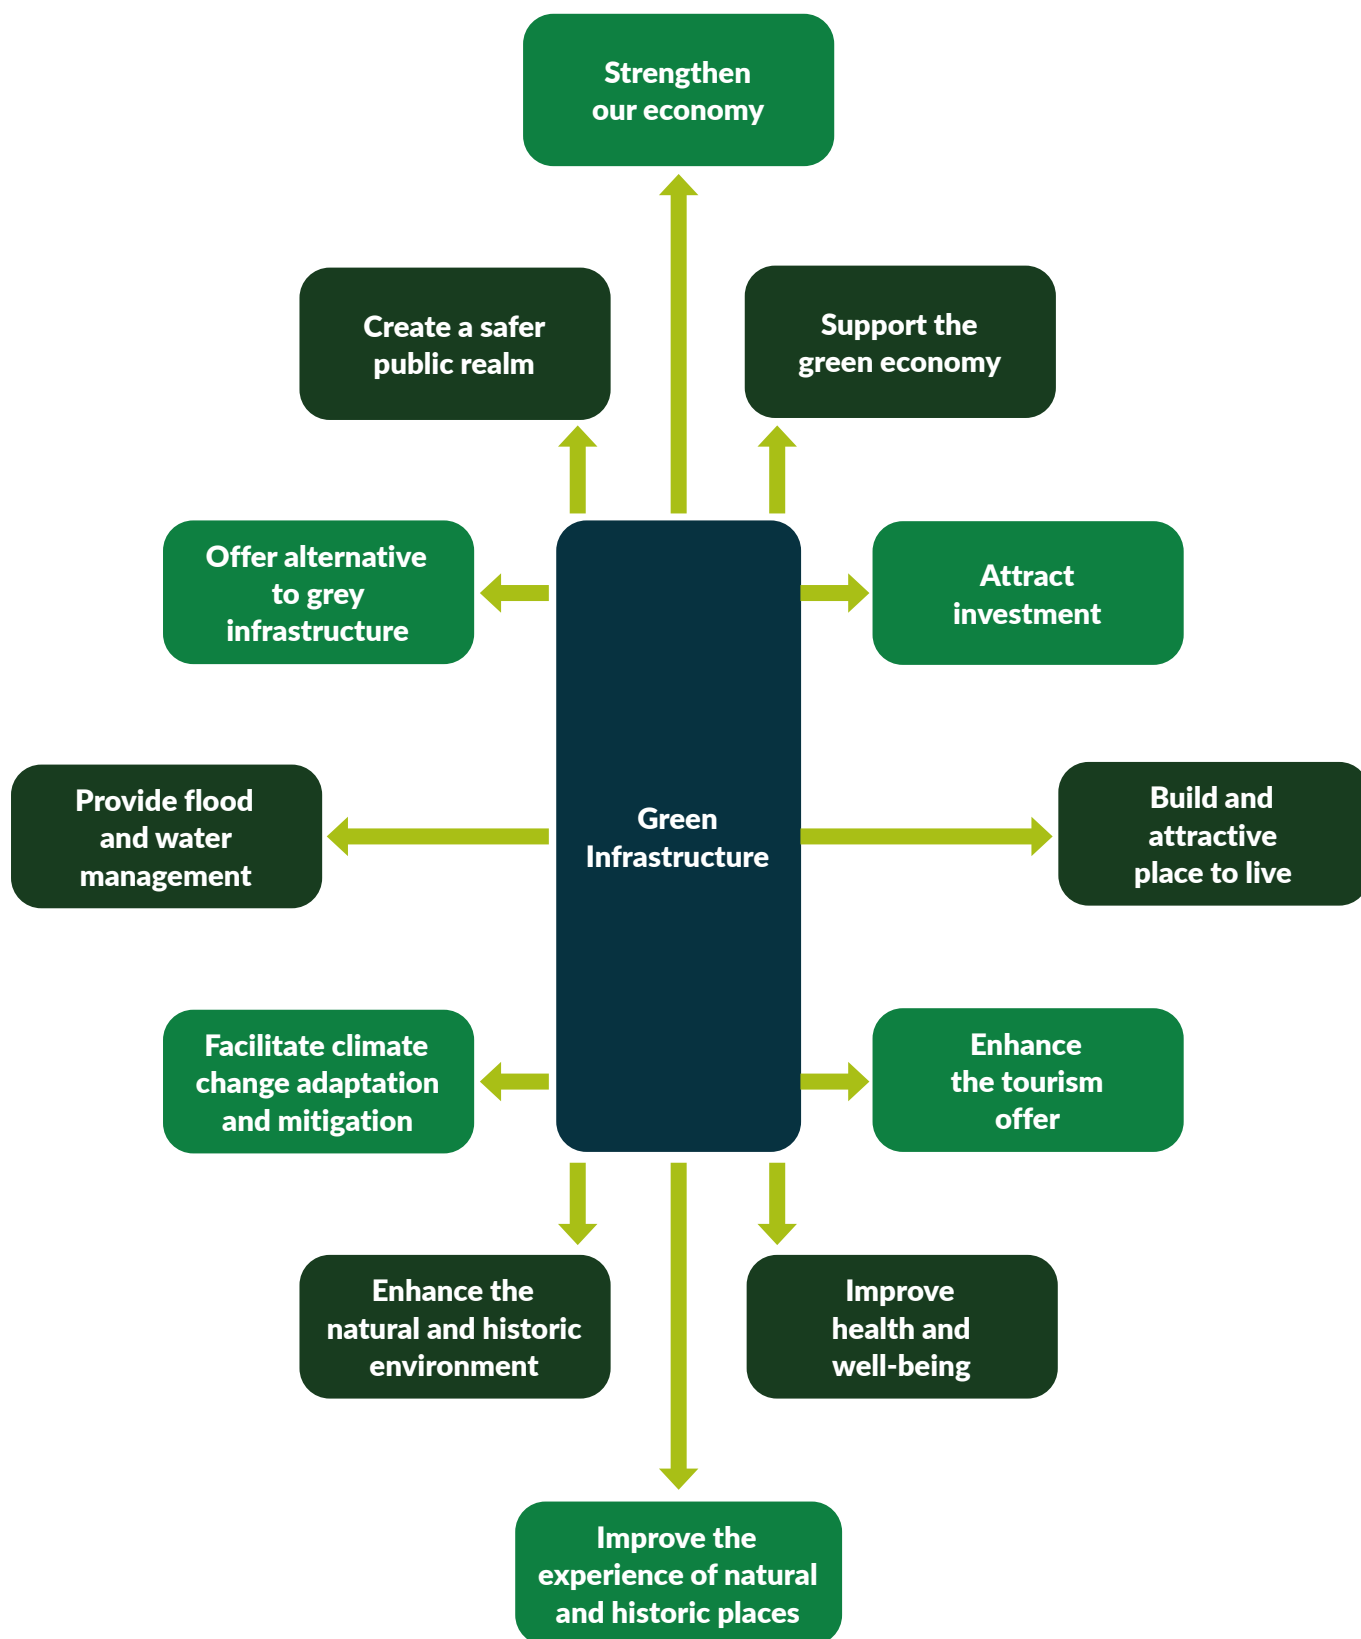 Strengthen
our economy
Create a safer
public realm
Support the
green economy
Offer alternative
to grey
infrastructure
Attract
investment
Provide flood
and water
management
Green
Infrastructure
Build and
attractive
place to live
Facilitate climate
change adaptation
and mitigation
Enhance
the tourism
offer
Enhance the
natural and historic
environment
Improve
health and
well-being
Improve the
experience of natural
and historic places